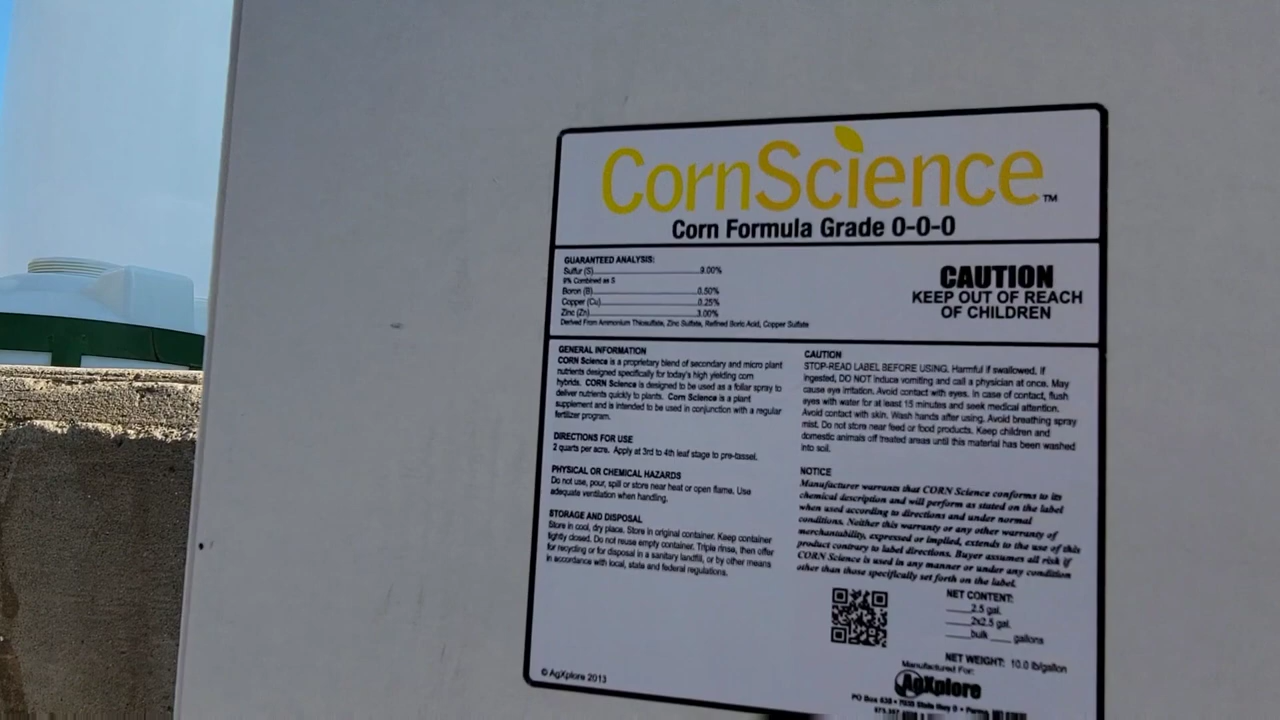 CornScience™
Corn Formula Grade 0-0-0
GUARANTEED ANALYSIS:
Sulfur (S) 9.00%
9% Combined as S
Boron (B) 0.50%
Copper (Cu) 0.25%
Zinc (Zn) 3.00%
Derived From Ammonium Thiosulfate, Zinc Sulfate, Refined Boric Acid, Copper Sulfate
CAUTION
KEEP OUT OF REACH
OF CHILDREN
GENERAL INFORMATION
CORN Science is a proprietary blend of secondary and micro plant
nutrients designed specifically for today's high yielding corn
hybrids. CORN Science is designed to be used as a foliar spray to
deliver nutrients quickly to plants. Corn Science is a plant
supplement and is intended to be used in conjunction with a regular
fertilizer program.
DIRECTIONS FOR USE
2 quarts per acre. Apply at 3rd to 4th leaf stage to pre-tassel.
PHYSICAL OR CHEMICAL HAZARDS
Do not use, pour, spill or store near heat or open flame. Use
adequate ventilation when handling.
STORAGE AND DISPOSAL
Store in cool, dry place. Store in original container. Keep container
tightly closed. Do not reuse empty container. Triple rinse, then offer
for recycling or for disposal in a sanitary landfill, or by other means
in accordance with local, state and federal regulations.
© AgXplore 2013
CAUTION
STOP-READ LABEL BEFORE USING. Harmful if swallowed. If
ingested, DO NOT induce vomiting and call a physician at once. May
cause eye irritation. Avoid contact with eyes. In case of contact, flush
eyes with water for at least 15 minutes and seek medical attention.
Avoid contact with skin. Wash hands after using. Avoid breathing spray
mist. Do not store near feed or food products. Keep children and
domestic animals off treated areas until this material has been washed
into soil.
NOTICE
Manufacturer warrants that CORN Science conforms to its
chemical description and will perform as stated on the label
when used according to directions and under normal
conditions. Neither this warranty or any other warranty of
merchantability, expressed or implied, extends to the use of this
product contrary to label directions. Buyer assumes all risk if
CORN Science is used in any manner or under any condition
other than those specifically set forth on the label.
NET CONTENT:
2.5 gal.
2x2.5 gal.
bulk gallons
NET WEIGHT: 10.0 lb/gallon
Manufactured For:
AgXplore
PO Box